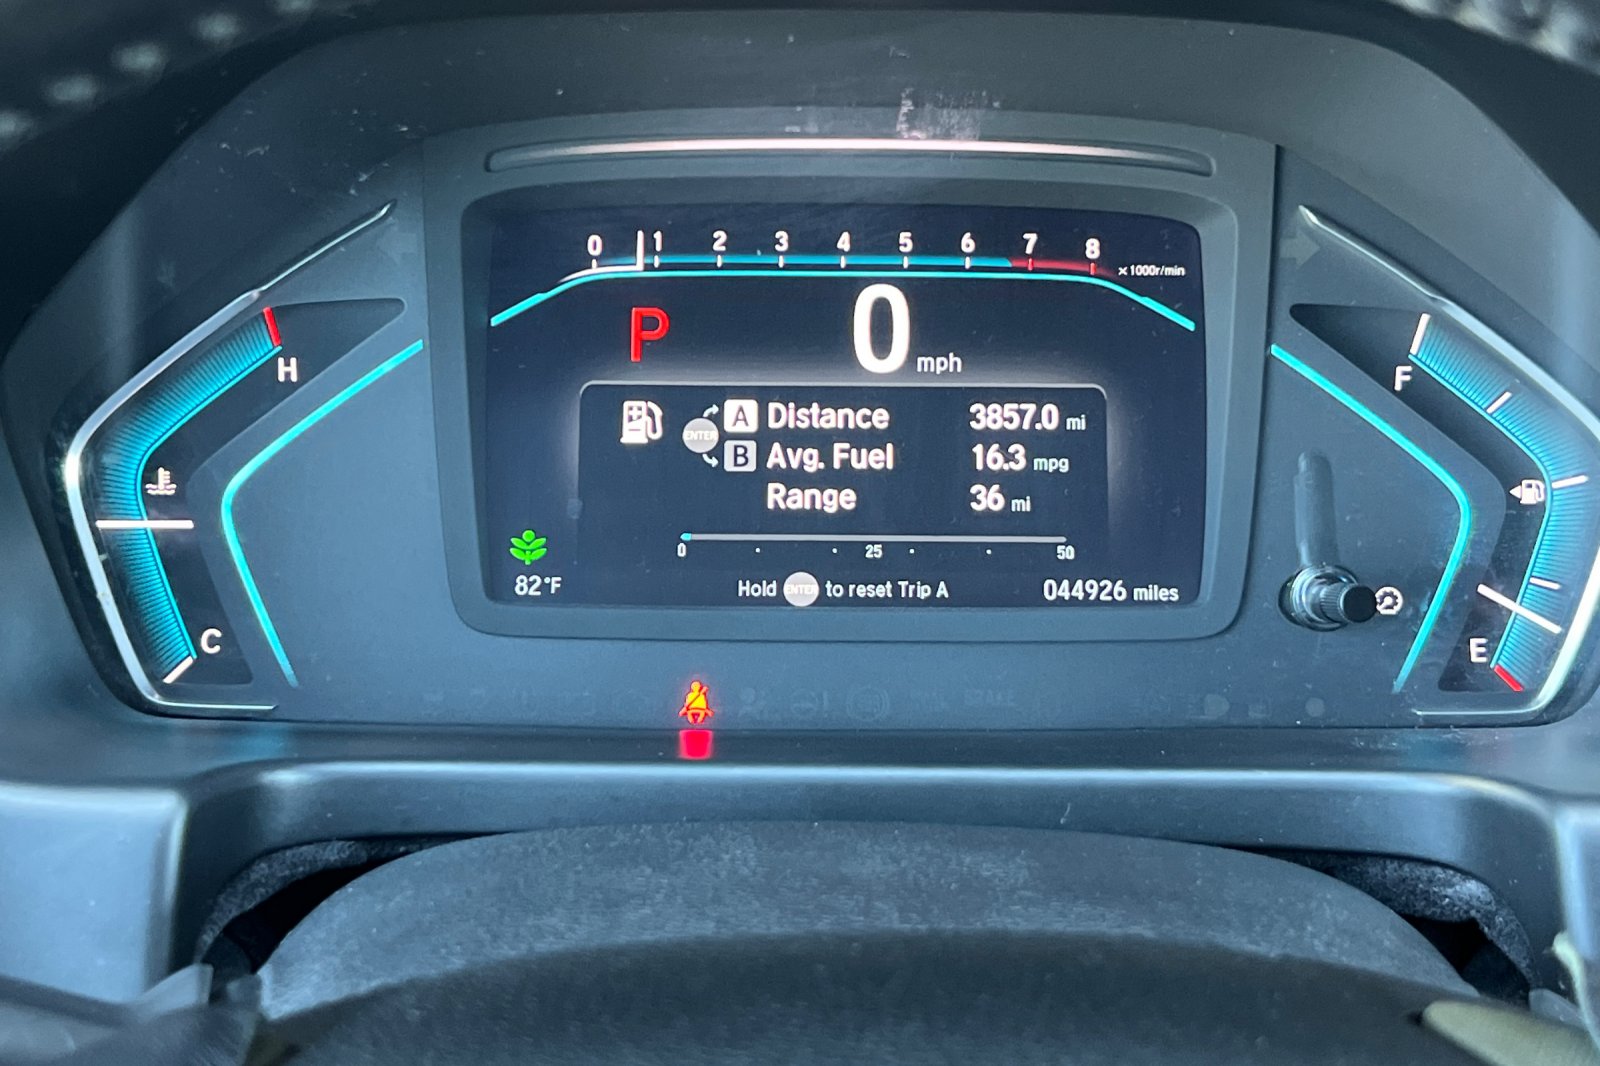 0 1 2 3 4 5 6 7 8
x1000r/min
P 0 mph
H
F
A Distance 3857.0 mi
ENTER
B Avg. Fuel 16.3 mpg
Range 36 mi
0 25 50
82°F
Hold ENTER to reset Trip A
044926 miles
C
E